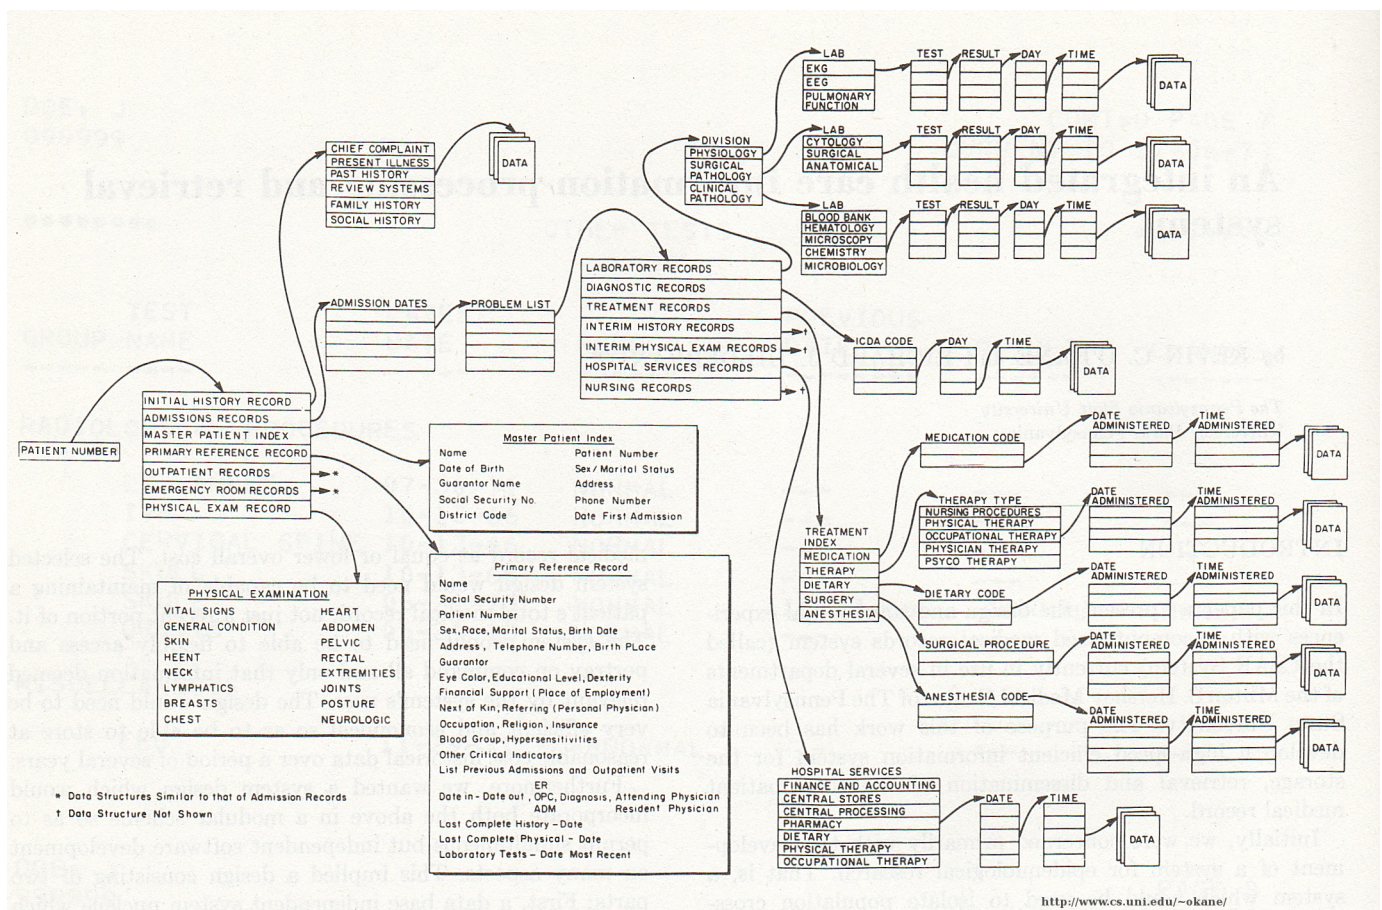 LAB
EKG
EEG
PULMONARY
FUNCTION
TEST
RESULT
DAY
TIME
DATA
CHIEF COMPLAINT
PRESENT ILLNESS
PAST HISTORY
REVIEW SYSTEMS
FAMILY HISTORY
SOCIAL HISTORY
DATA
DIVISION
PHYSIOLOGY
SURGICAL
PATHOLOGY
CLINICAL
PATHOLOGY
LAB
CYTOLOGY
SURGICAL
ANATOMICAL
TEST
RESULT
DAY
TIME
DATA
LAB
BLOOD BANK
HEMATOLOGY
MICROSCOPY
CHEMISTRY
MICROBIOLOGY
TEST
RESULT
DAY
TIME
DATA
ADMISSION DATES
PROBLEM LIST
LABORATORY RECORDS
DIAGNOSTIC RECORDS
TREATMENT RECORDS
INTERIM HISTORY RECORDS †
INTERIM PHYSICAL EXAM RECORDS †
HOSPITAL SERVICES RECORDS
NURSING RECORDS †
ICDA CODE
DAY
TIME
DATA
PATIENT NUMBER
INITIAL HISTORY RECORD
ADMISSIONS RECORDS
MASTER PATIENT INDEX
PRIMARY REFERENCE RECORD
OUTPATIENT RECORDS *
EMERGENCY ROOM RECORDS *
PHYSICAL EXAM RECORD
Master Patient Index
Name Patient Number
Date of Birth Sex/Marital Status
Guarantor Name Address
Social Security No. Phone Number
District Code Date First Admission
MEDICATION CODE
DATE
ADMINISTERED
TIME
ADMINISTERED
DATA
THERAPY TYPE
NURSING PROCEDURES
PHYSICAL THERAPY
OCCUPATIONAL THERAPY
PHYSICIAN THERAPY
PSYCO THERAPY
DATE
ADMINISTERED
TIME
ADMINISTERED
DATA
TREATMENT
INDEX
MEDICATION
THERAPY
DIETARY
SURGERY
ANESTHESIA
DIETARY CODE
DATE
ADMINISTERED
TIME
ADMINISTERED
DATA
SURGICAL PROCEDURE
DATE
ADMINISTERED
TIME
ADMINISTERED
DATA
ANESTHESIA CODE
DATE
ADMINISTERED
TIME
ADMINISTERED
DATA
PHYSICAL EXAMINATION
VITAL SIGNS HEART
GENERAL CONDITION ABDOMEN
SKIN PELVIC
HEENT RECTAL
NECK EXTREMITIES
LYMPHATICS JOINTS
BREASTS POSTURE
CHEST NEUROLOGIC
Primary Reference Record
Name
Social Security Number
Patient Number
Sex, Race, Marital Status, Birth Date
Address, Telephone Number, Birth PLace
Guarantor
Eye Color, Educational Level, Dexterity
Financial Support (Place of Employment)
Next of Kin, Referring (Personal Physician)
Occupation, Religion, Insurance
Blood Group, Hypersensitivities
Other Critical Indicators
List Previous Admissions and Outpatient Visits
ER
Date in - Date out, OPC, Diagnosis, Attending Physician
ADM Resident Physician
Last Complete History - Date
Last Complete Physical - Date
Laboratory Tests - Date Most Recent
* Data Structures Similar to that of Admission Records
† Data Structure Not Shown
HOSPITAL SERVICES
FINANCE AND ACCOUNTING
CENTRAL STORES
CENTRAL PROCESSING
PHARMACY
DIETARY
PHYSICAL THERAPY
OCCUPATIONAL THERAPY
DATE
TIME
DATA
http://www.cs.uni.edu/~okane/